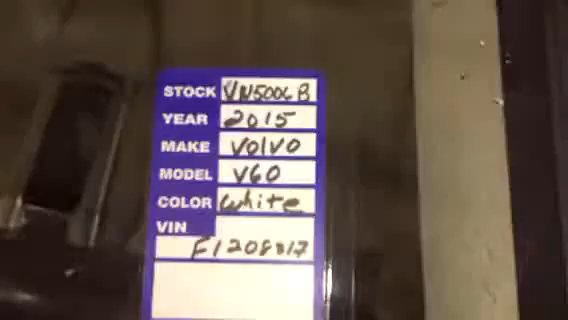 STOCK VN5006B
YEAR 2015
MAKE VOLVO
MODEL V60
COLOR White
VIN
F1208017